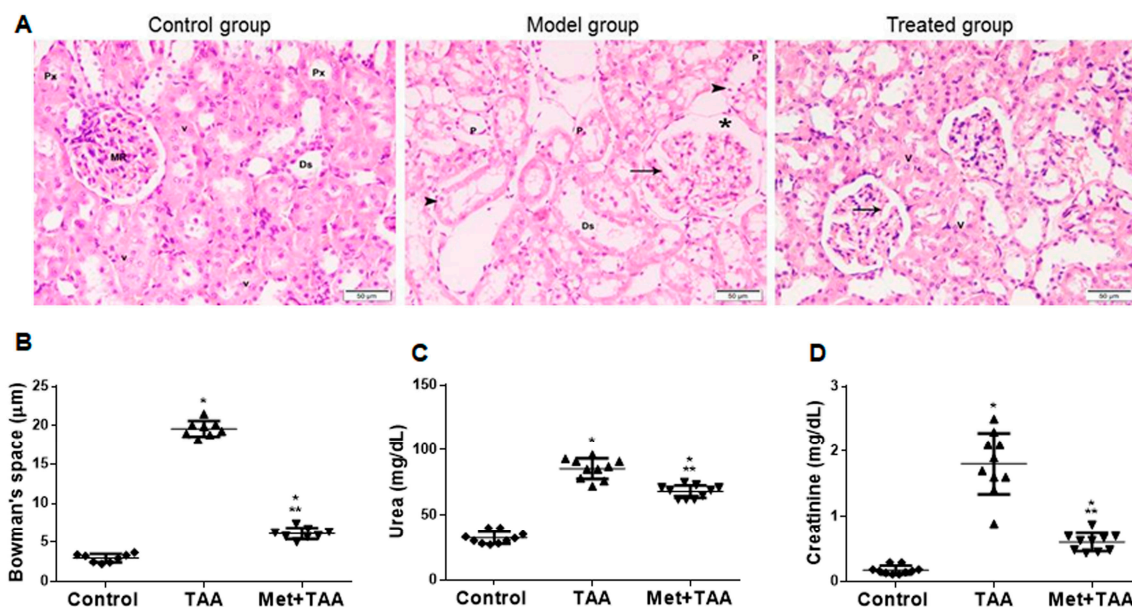 A
Control group
Model group
Treated group
Px
Px
MR
v
Ds
v
v
50 µm
P
*
P
P
Ds
50 µm
V
V
50 µm
B
Bowman's space (µm)
25
20
15
10
5
0
*
*
**
Control
TAA
Met+TAA
C
Urea (mg/dL)
150
100
50
0
*
*
**
Control
TAA
Met+TAA
D
Creatinine (mg/dL)
3
2
1
0
*
*
**
Control
TAA
Met+TAA